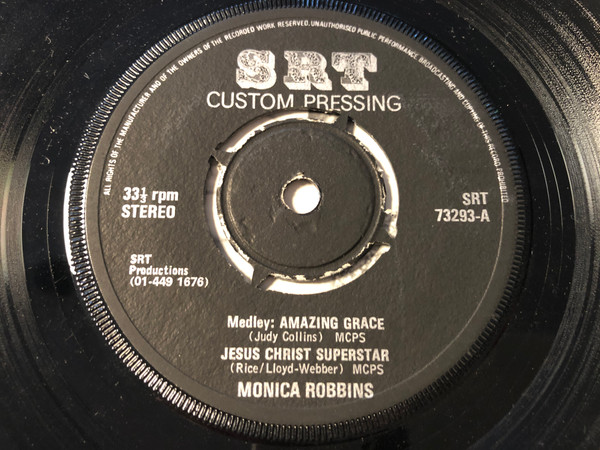 ALL RIGHTS OF THE MANUFACTURER AND OF THE OWNERS OF THE RECORDED WORK RESERVED. UNAUTHORISED PUBLIC PERFORMANCE, BROADCASTING AND COPYING OF THIS RECORD PROHIBITED
SRT
CUSTOM PRESSING
33⅓ rpm
STEREO
SRT
73293-A
SRT
Productions
(01-449 1676)
Medley: AMAZING GRACE
(Judy Collins) MCPS
JESUS CHRIST SUPERSTAR
(Rice/Lloyd-Webber) MCPS
MONICA ROBBINS